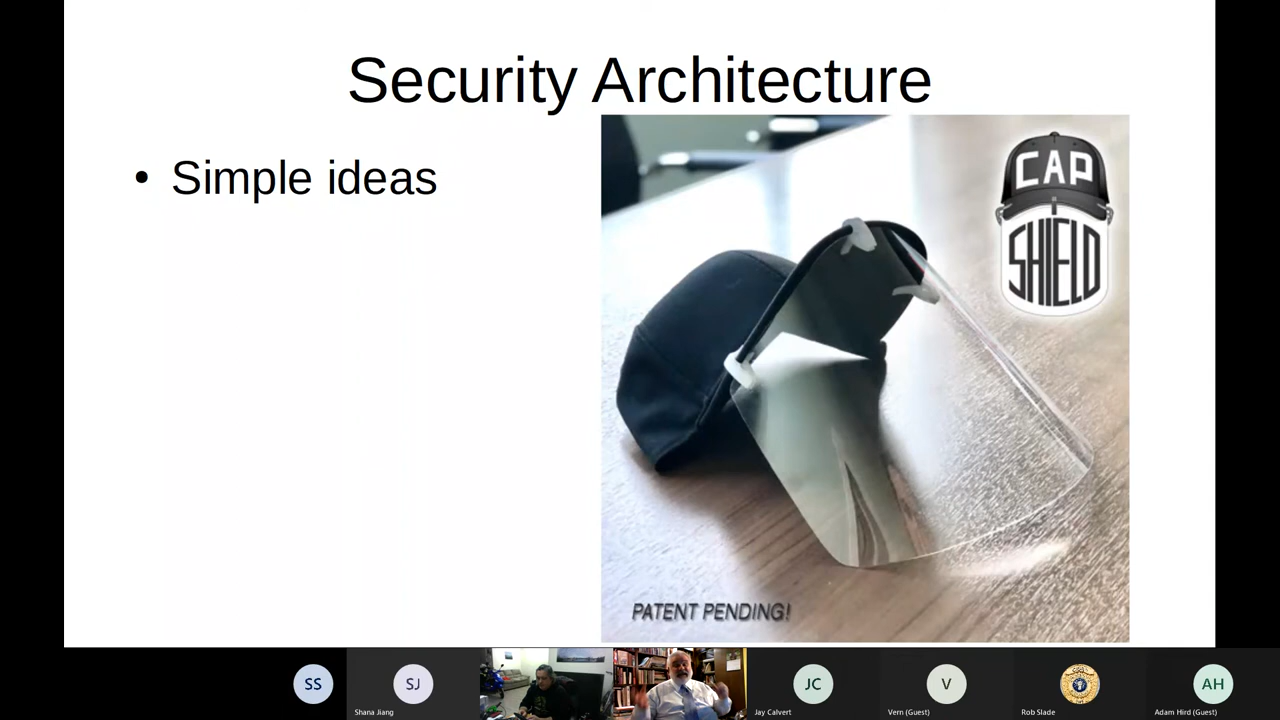 Security Architecture
• Simple ideas
CAP
SHIELD
PATENT PENDING!
SS
SJ
JC
V
AH
Shana Jiang
Jay Calvert
Vern (Guest)
Rob Slade
Adam Hird (Guest)